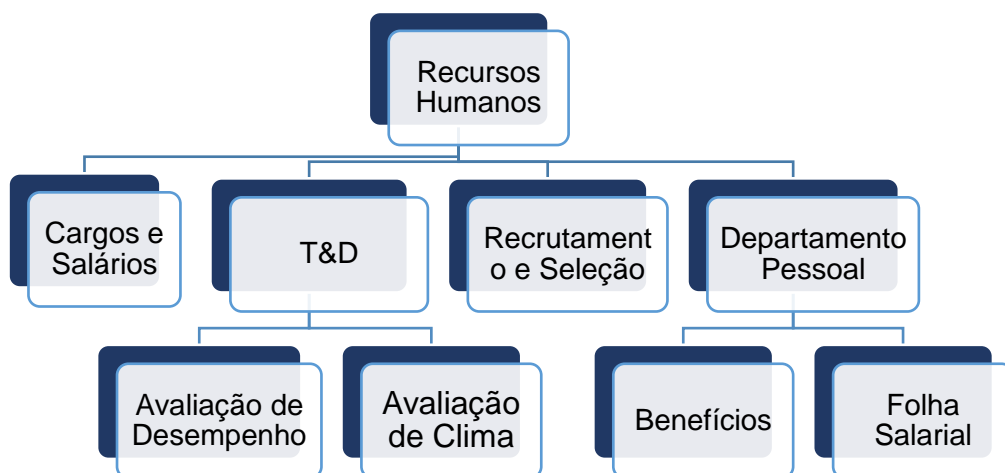 Recursos
Humanos
Cargos e
Salários
T&D
Recrutament
o e Seleção
Departamento
Pessoal
Avaliação de
Desempenho
Avaliação
de Clima
Benefícios
Folha
Salarial